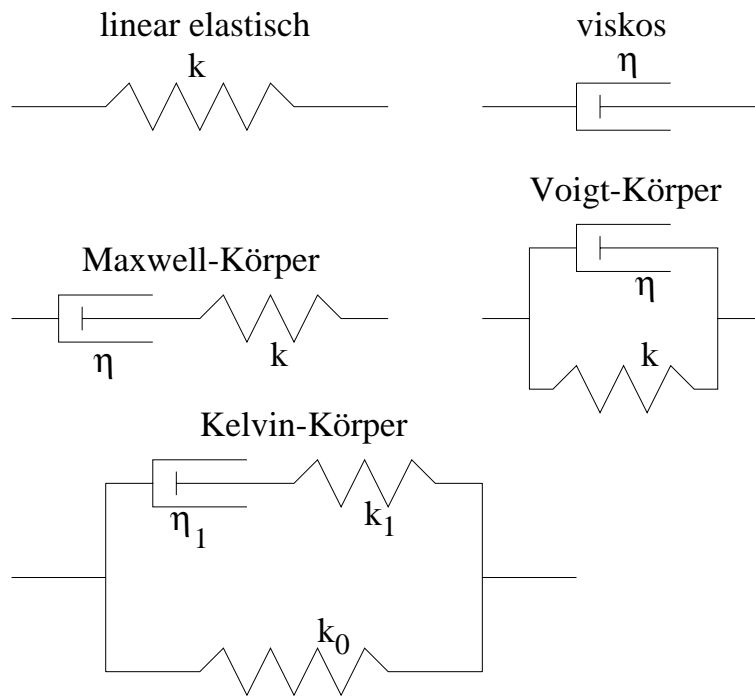 linear elastisch
k
viskos
η
Voigt-Körper
η
k
Maxwell-Körper
η
k
Kelvin-Körper
η1
k1
k0